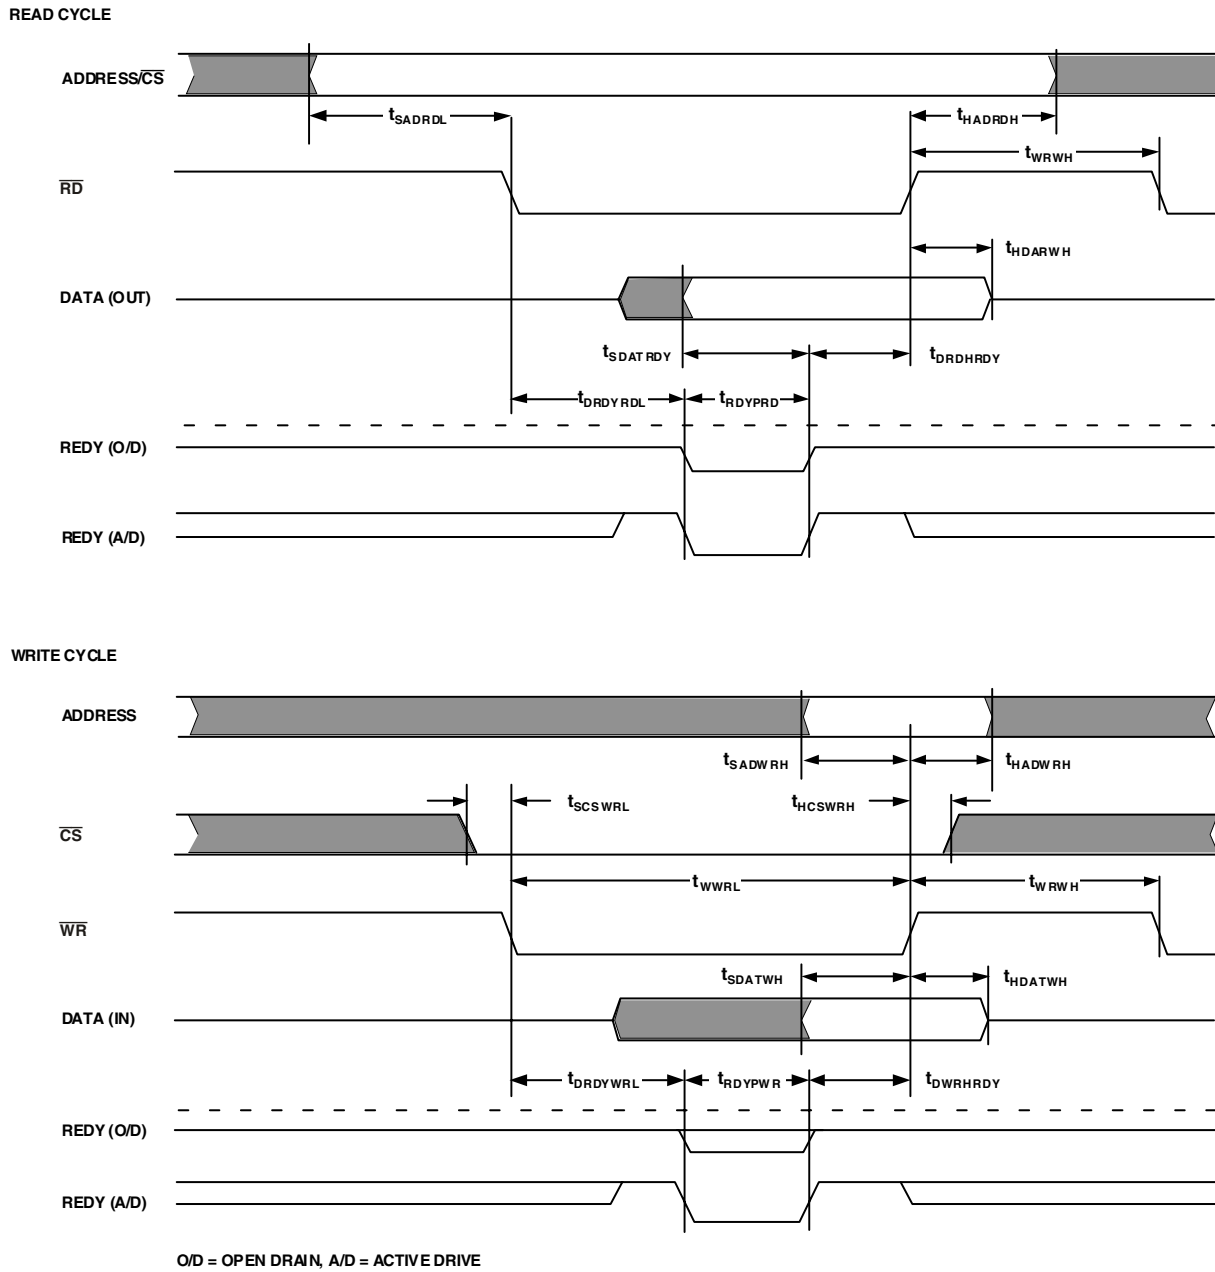 READ CYCLE
ADDRESS/CS
tSADRDL
tHADRDH
tWRWH
RD
tHDARWH
DATA (OUT)
tSDATRDY
tDRDHRDY
tDRDYRDL
tRDYPRD
REDY (O/D)
REDY (A/D)
WRITE CYCLE
ADDRESS
tSADWRH
tHADWRH
tSCSWRL
tHCSWRH
CS
tWWRL
tWRWH
WR
tSDATWH
tHDATWH
DATA (IN)
tDRDYWRL
tRDYPWR
tDWRHRDY
REDY (O/D)
REDY (A/D)
O/D = OPEN DRAIN, A/D = ACTIVE DRIVE